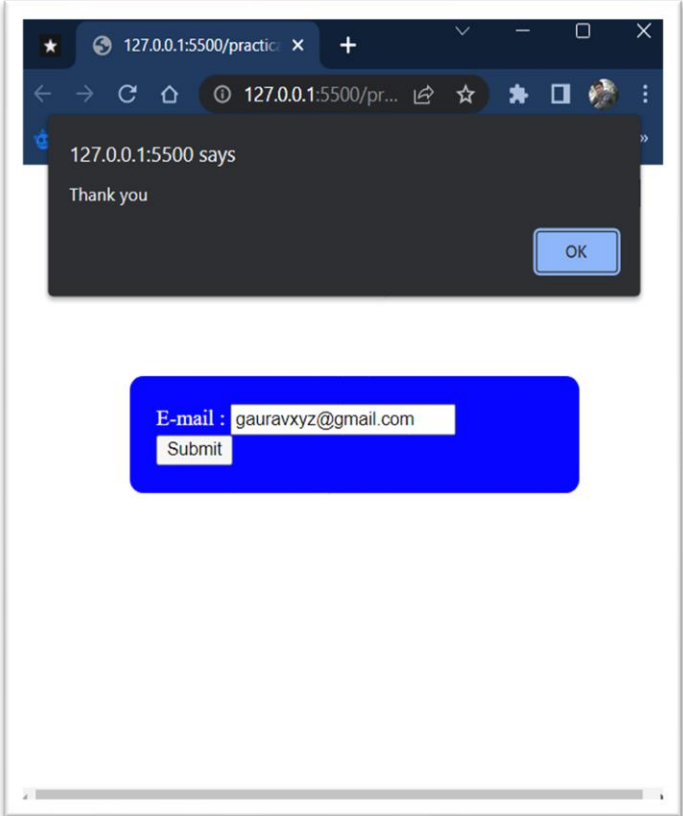 127.0.0.1:5500/practic
127.0.0.1:5500/pr...
127.0.0.1:5500 says
Thank you
OK
E-mail : gauravxyz@gmail.com
Submit